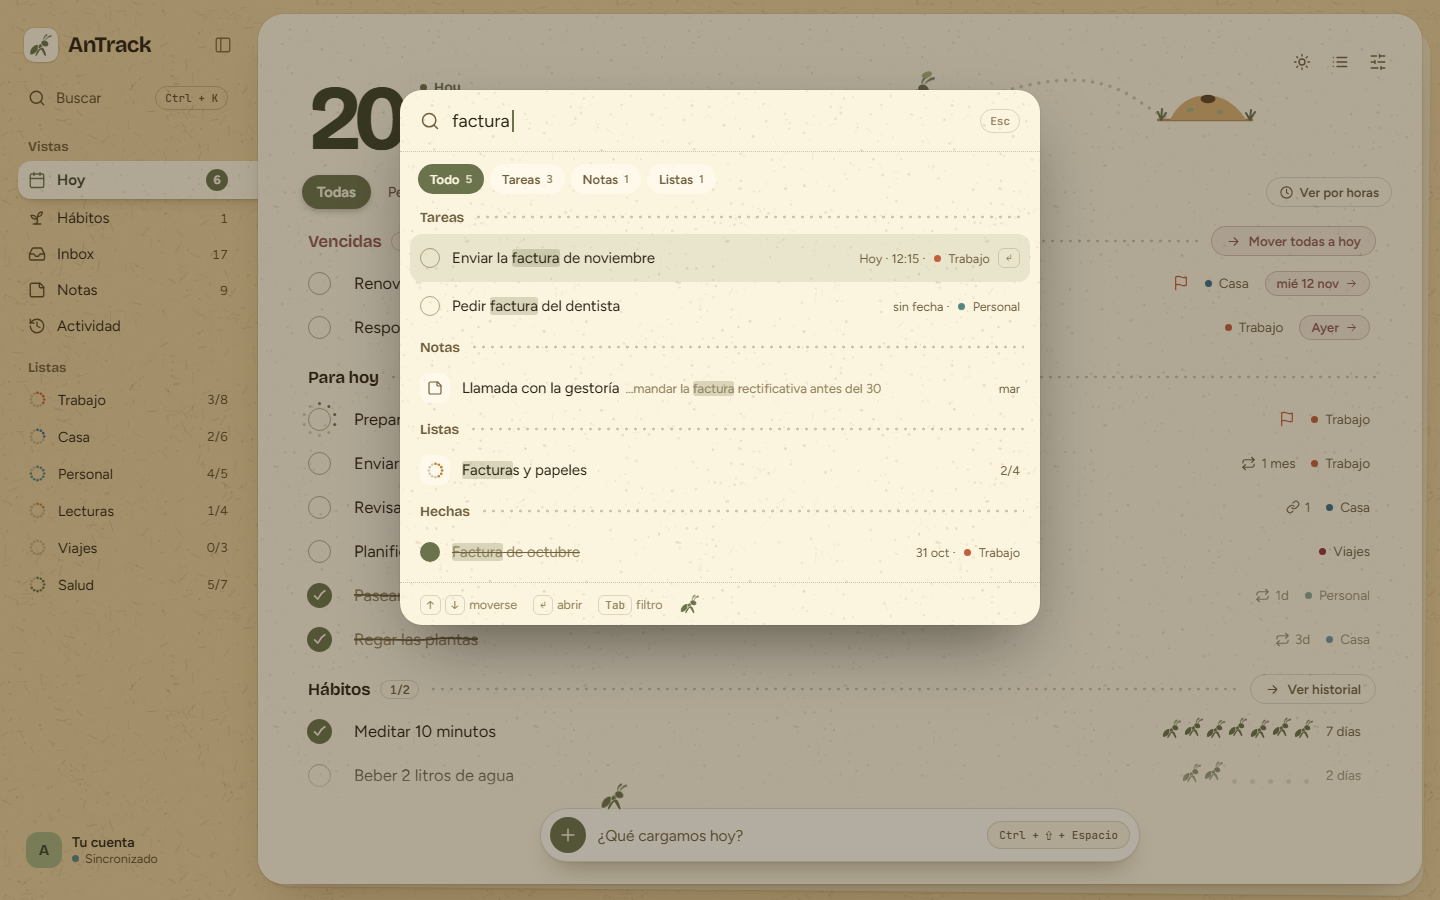 AnTrack
Buscar Ctrl + K
Vistas
Hoy 6
Hábitos 1
Inbox 17
Notas 9
Actividad
Listas
Trabajo 3/8
Casa 2/6
Personal 4/5
Lecturas 1/4
Viajes 0/3
Salud 5/7
A
Tu cuenta
Sincronizado
20
Hoy
Todas
Ver por horas
Vencidas
Mover todas a hoy
Renov
Casa mié 12 nov
Respo
Trabajo Ayer
Para hoy
Prepar
Trabajo
Enviar
1 mes Trabajo
Revisa
1 Casa
Planifi
Viajes
1d Personal
Regar las plantas 3d Casa
Hábitos 1/2 Ver historial
Meditar 10 minutos 7 días
Beber 2 litros de agua 2 días
¿Qué cargamos hoy? Ctrl + ⇧ + Espacio
factura Esc
Todo 5 Tareas 3 Notas 1 Listas 1
Tareas
Enviar la factura de noviembre Hoy · 12:15 · Trabajo
Pedir factura del dentista sin fecha · Personal
Notas
Llamada con la gestoría …mandar la factura rectificativa antes del 30 mar
Listas
Facturas y papeles 2/4
Hechas
Factura de octubre 31 oct · Trabajo
↑ ↓ moverse ↵ abrir Tab filtro